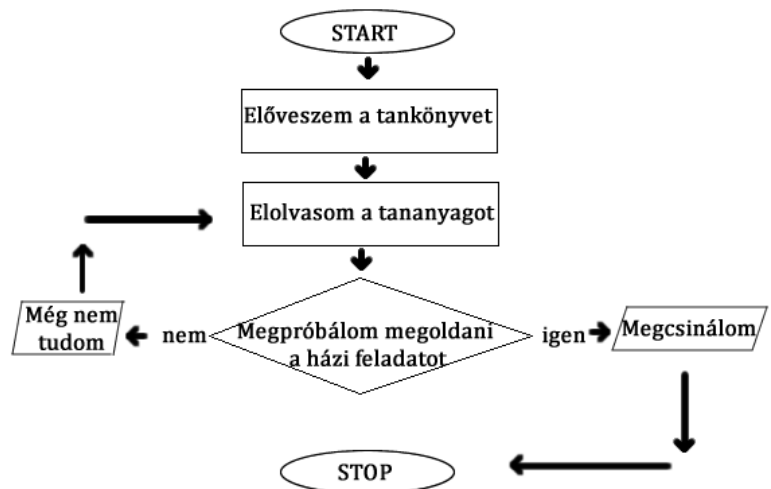 START
Előveszem a tankönyvet
Elolvasom a tananyagot
Megpróbálom megoldani
a házi feladatot
nem
Még nem
tudom
igen
Megcsinálom
STOP